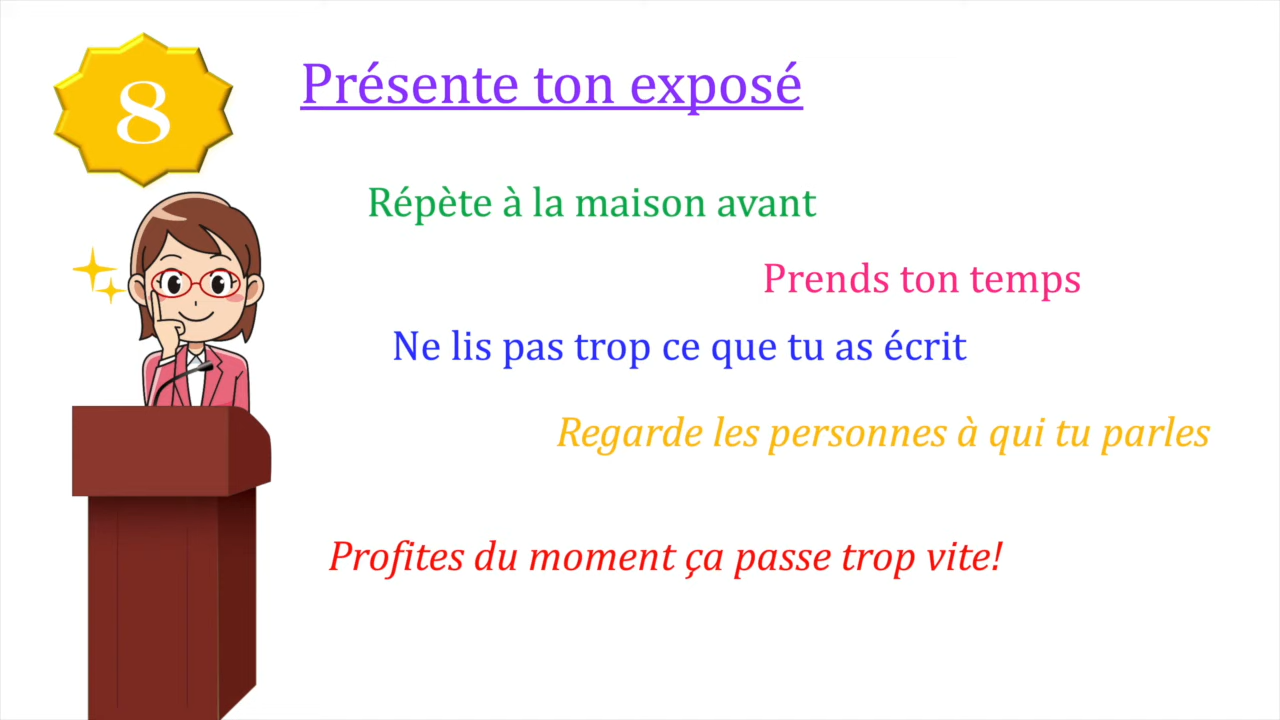 8
Présente ton exposé
Répète à la maison avant
Prends ton temps
Ne lis pas trop ce que tu as écrit
Regarde les personnes à qui tu parles
Profites du moment ça passe trop vite!